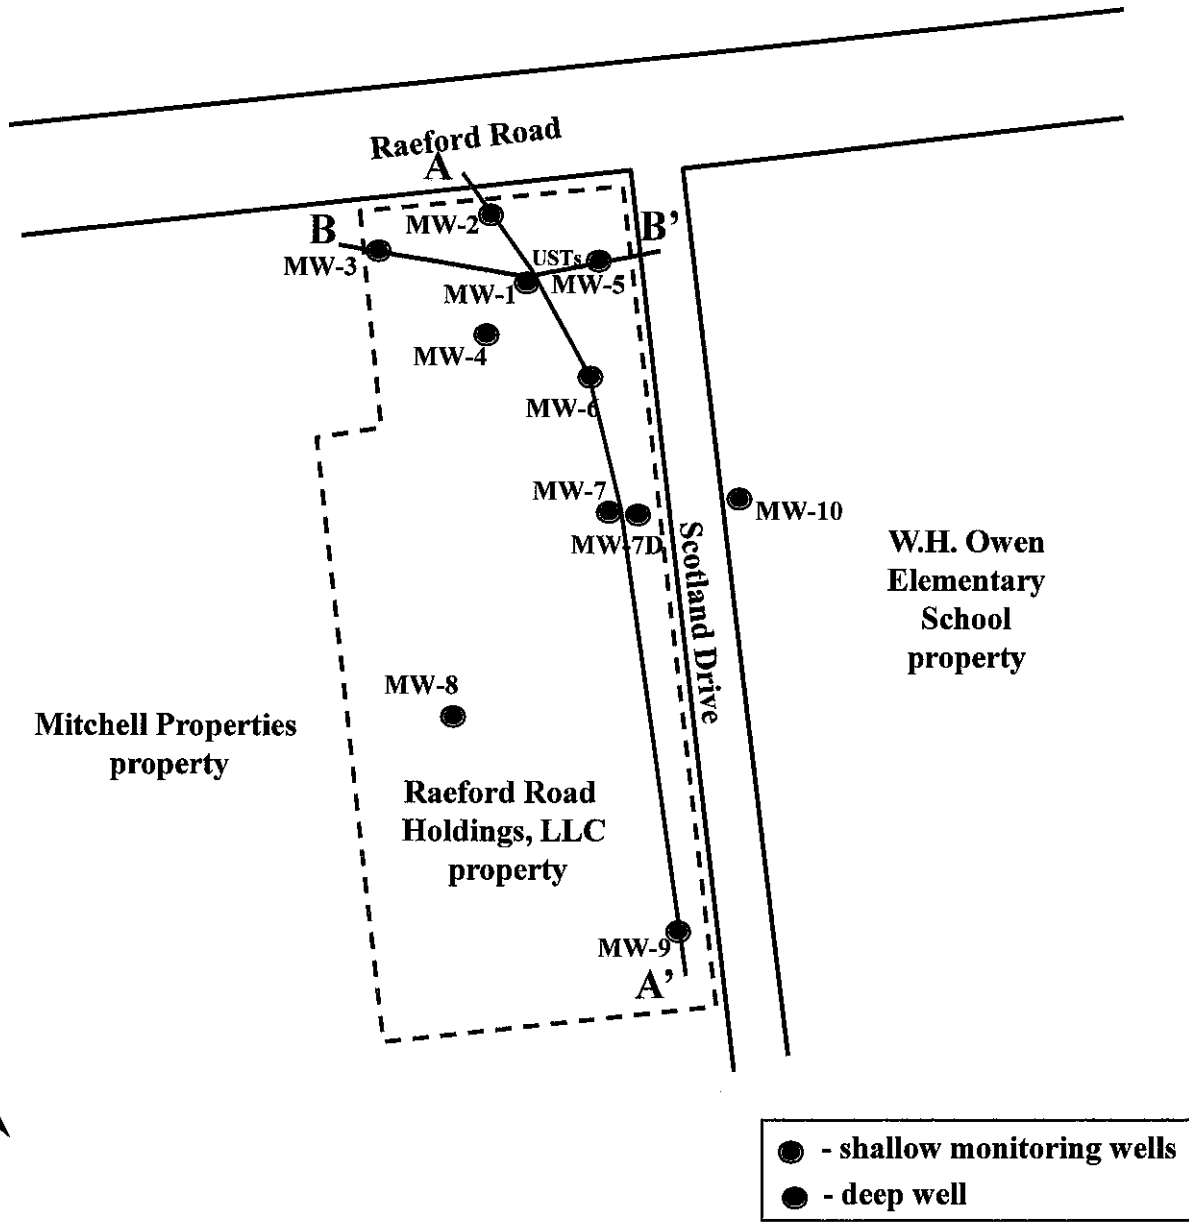 Raeford Road
A
MW-2
B
B’
MW-3
USTs
MW-5
MW-1
MW-4
MW-6
MW-7
MW-10
MW-7D
Scotland Drive
W.H. Owen
Elementary
School
property
MW-8
Mitchell Properties
property
Raeford Road
Holdings, LLC
property
MW-9
A’
- shallow monitoring wells
- deep well